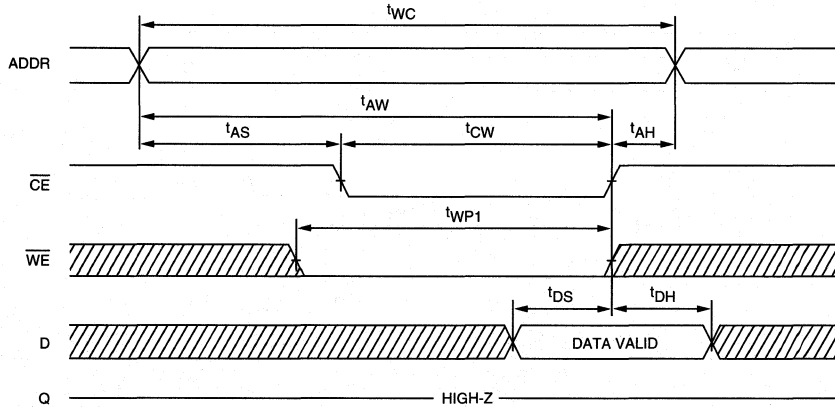 tWC
ADDR
tAW
tAS tCW tAH
CE
tWP1
WE
tDS tDH
D DATA VALID
Q HIGH-Z